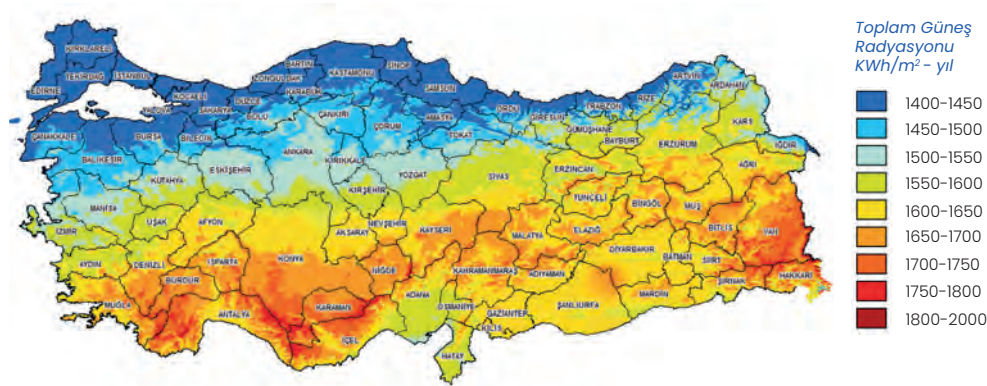 KIRKLARELİ
TEKİRDAĞ
İSTANBUL
EDİRNE
KOCAELİ
YALOVA
SAKARYA
DÜZCE
BOLU
ZONGULDAK
BARTIN
KARABÜK
KASTAMONU
SİNOP
SAMSUN
ÇANKIRI
ÇORUM
AMASYA
TOKAT
ORDU
GİRESUN
TRABZON
RİZE
ARTVİN
ARDAHAN
KARS
IĞDIR
GÜMÜŞHANE
BAYBURT
ERZURUM
AĞRI
ÇANAKKALE
BURSA
BİLECİK
BALIKESİR
ESKİŞEHİR
ANKARA
KIRIKKALE
YOZGAT
SİVAS
ERZİNCAN
TUNÇELİ
BİNGÖL
MUŞ
KÜTAHYA
KIRŞEHİR
MANİSA
İZMİR
UŞAK
AFYON
AKSARAY
NEVŞEHİR
KAYSERİ
MALATYA
ELAZIĞ
DİYARBAKIR
BATMAN
BİTLİS
SİİRT
VAN
AYDIN
DENİZLİ
BURDUR
ISPARTA
KONYA
NİĞDE
KAHRAMANMARAŞ
ADIYAMAN
ŞANLIURFA
MARDİN
ŞIRNAK
HAKKARİ
MUĞLA
ANTALYA
KARAMAN
İÇEL
ADANA
OSMANİYE
GAZİANTEP
KİLİS
HATAY
Toplam Güneş
Radyasyonu
KWh/m² - yıl
1400-1450
1450-1500
1500-1550
1550-1600
1600-1650
1650-1700
1700-1750
1750-1800
1800-2000